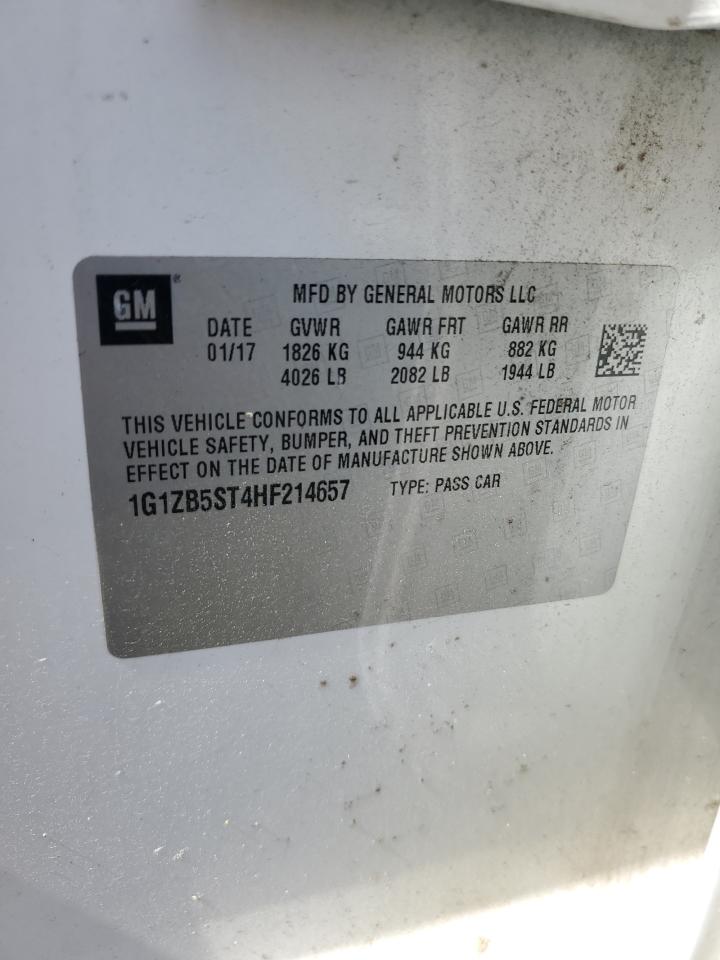 GM®
MFD BY GENERAL MOTORS LLC
DATE GVWR GAWR FRT GAWR RR
01/17 1826 KG 944 KG 882 KG
4026 LB 2082 LB 1944 LB
THIS VEHICLE CONFORMS TO ALL APPLICABLE U.S. FEDERAL MOTOR
VEHICLE SAFETY, BUMPER, AND THEFT PREVENTION STANDARDS IN
EFFECT ON THE DATE OF MANUFACTURE SHOWN ABOVE.
1G1ZB5ST4HF214657 TYPE: PASS CAR